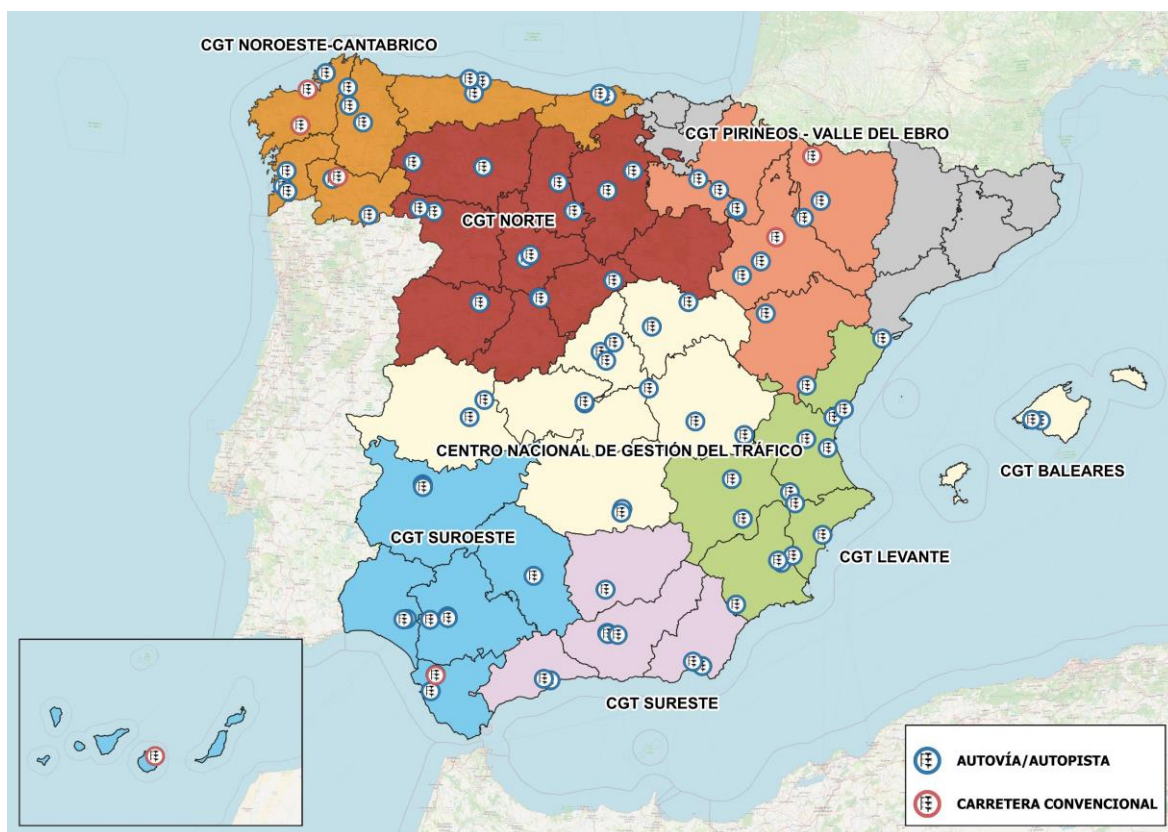 CGT NOROESTE-CANTABRICO
CGT PIRINEOS - VALLE DEL EBRO
CGT NORTE
CENTRO NACIONAL DE GESTIÓN DEL TRÁFICO
CGT BALEARES
CGT SUROESTE
CGT LEVANTE
CGT SURESTE
AUTOVÍA/AUTOPISTA
CARRETERA CONVENCIONAL